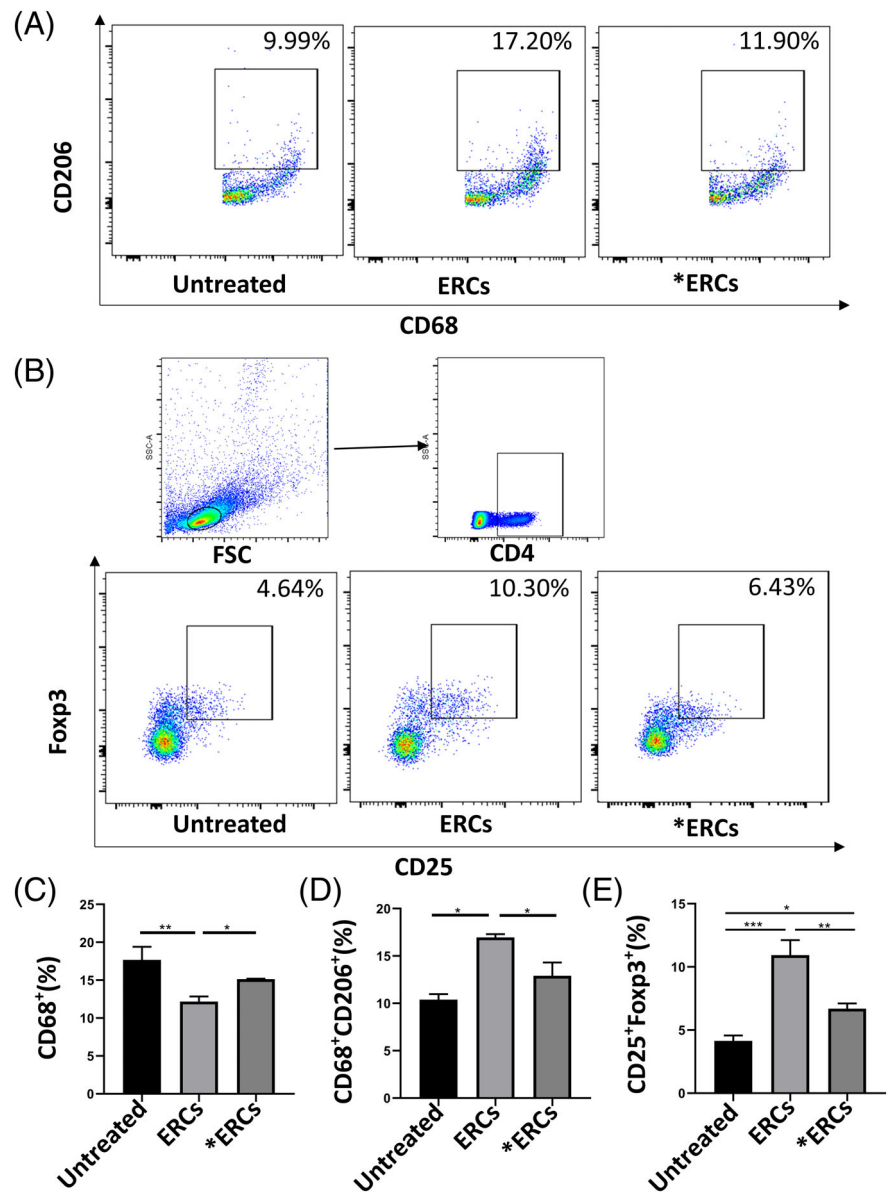 (A)
9.99%
17.20%
11.90%
CD206
Untreated
ERCs
*ERCs
CD68
(B)
SSC-A
SSC-A
FSC
CD4
4.64%
10.30%
6.43%
Foxp3
Untreated
ERCs
*ERCs
CD25
(C)
25
20
15
10
5
0
CD68⁺(%)
**
*
Untreated
ERCs
*ERCs
(D)
20
15
10
5
0
CD68⁺CD206⁺(%)
*
*
Untreated
ERCs
*ERCs
(E)
15
10
5
0
CD25⁺Foxp3⁺(%)
*
***
**
Untreated
ERCs
*ERCs